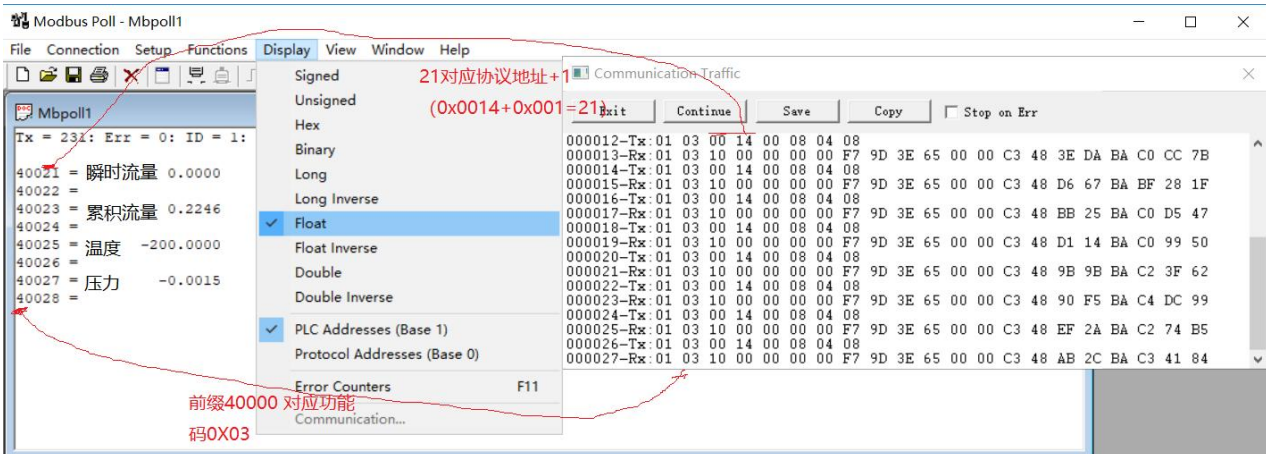 Modbus Poll - Mbpoll1
File Connection Setup Functions Display View Window Help
Mbpoll1
Tx = 231: Err = 0: ID = 1:
40021 = 瞬时流量 0.0000
40022 =
40023 = 累积流量 0.2246
40024 =
40025 = 温度 -200.0000
40026 =
40027 = 压力 -0.0015
40028 =
Signed
Unsigned
Hex
Binary
Long
Long Inverse
Float
Float Inverse
Double
Double Inverse
PLC Addresses (Base 1)
Protocol Addresses (Base 0)
Error Counters F11
Communication...
21对应协议地址+1
(0x0014+0x001=21)
前缀40000 对应功能
码0X03
Communication Traffic
Exit Continue Save Copy Stop on Err
000012-Tx:01 03 00 14 00 08 04 08
000013-Rx:01 03 10 00 00 00 00 F7 9D 3E 65 00 00 C3 48 3E DA BA C0 CC 7B
000014-Tx:01 03 00 14 00 08 04 08
000015-Rx:01 03 10 00 00 00 00 F7 9D 3E 65 00 00 C3 48 D6 67 BA BF 28 1F
000016-Tx:01 03 00 14 00 08 04 08
000017-Rx:01 03 10 00 00 00 00 F7 9D 3E 65 00 00 C3 48 BB 25 BA C0 D5 47
000018-Tx:01 03 00 14 00 08 04 08
000019-Rx:01 03 10 00 00 00 00 F7 9D 3E 65 00 00 C3 48 D1 14 BA C0 99 50
000020-Tx:01 03 00 14 00 08 04 08
000021-Rx:01 03 10 00 00 00 00 F7 9D 3E 65 00 00 C3 48 9B 9B BA C2 3F 62
000022-Tx:01 03 00 14 00 08 04 08
000023-Rx:01 03 10 00 00 00 00 F7 9D 3E 65 00 00 C3 48 90 F5 BA C4 DC 99
000024-Tx:01 03 00 14 00 08 04 08
000025-Rx:01 03 10 00 00 00 00 F7 9D 3E 65 00 00 C3 48 EF 2A BA C2 74 B5
000026-Tx:01 03 00 14 00 08 04 08
000027-Rx:01 03 10 00 00 00 00 F7 9D 3E 65 00 00 C3 48 AB 2C BA C3 41 84